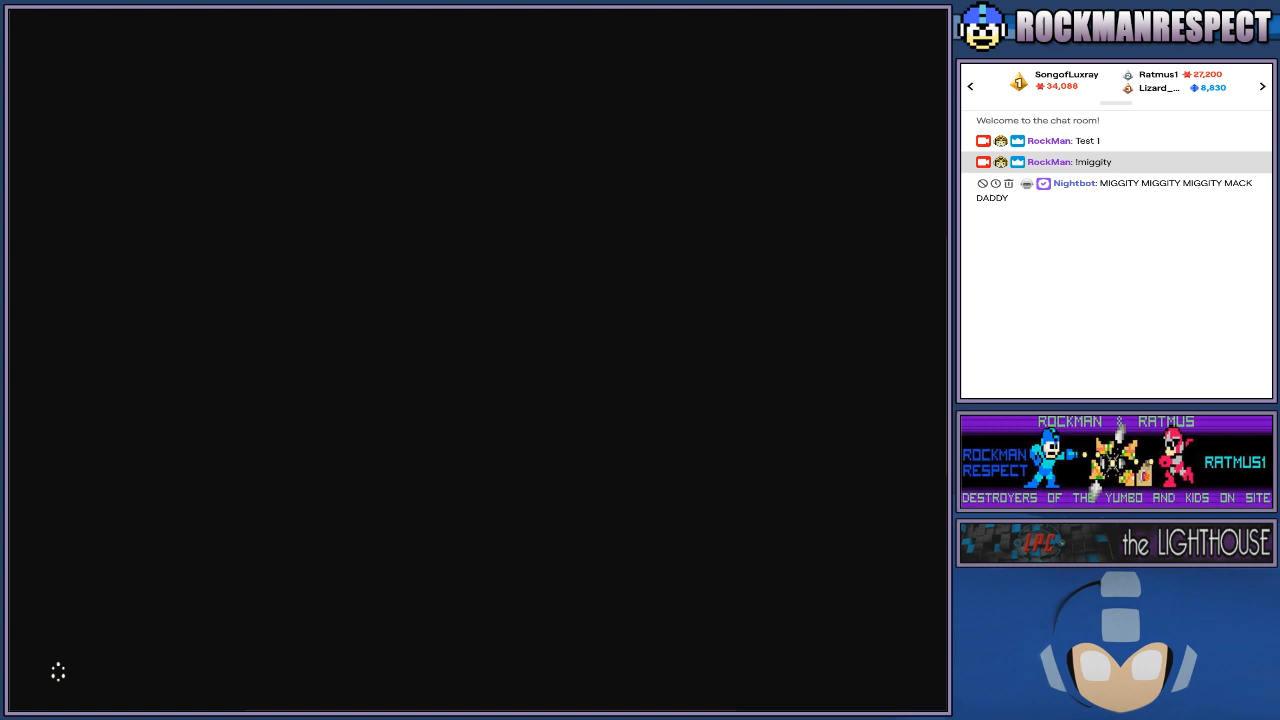 ROCKMANRESPECT
SongofLuxray
34,086
Ratmus1 27,200
Lizard_... 8,830
Welcome to the chat room!
RockMan: Test 1
RockMan: !miggity
Nightbot: MIGGITY MIGGITY MIGGITY MACK
DADDY
ROCKMAN & RATMUS
ROCKMAN
RESPECT
RATMUS1
DESTROYERS OF THE YUMBO AND KIDS ON SITE
LPC the LIGHTHOUSE